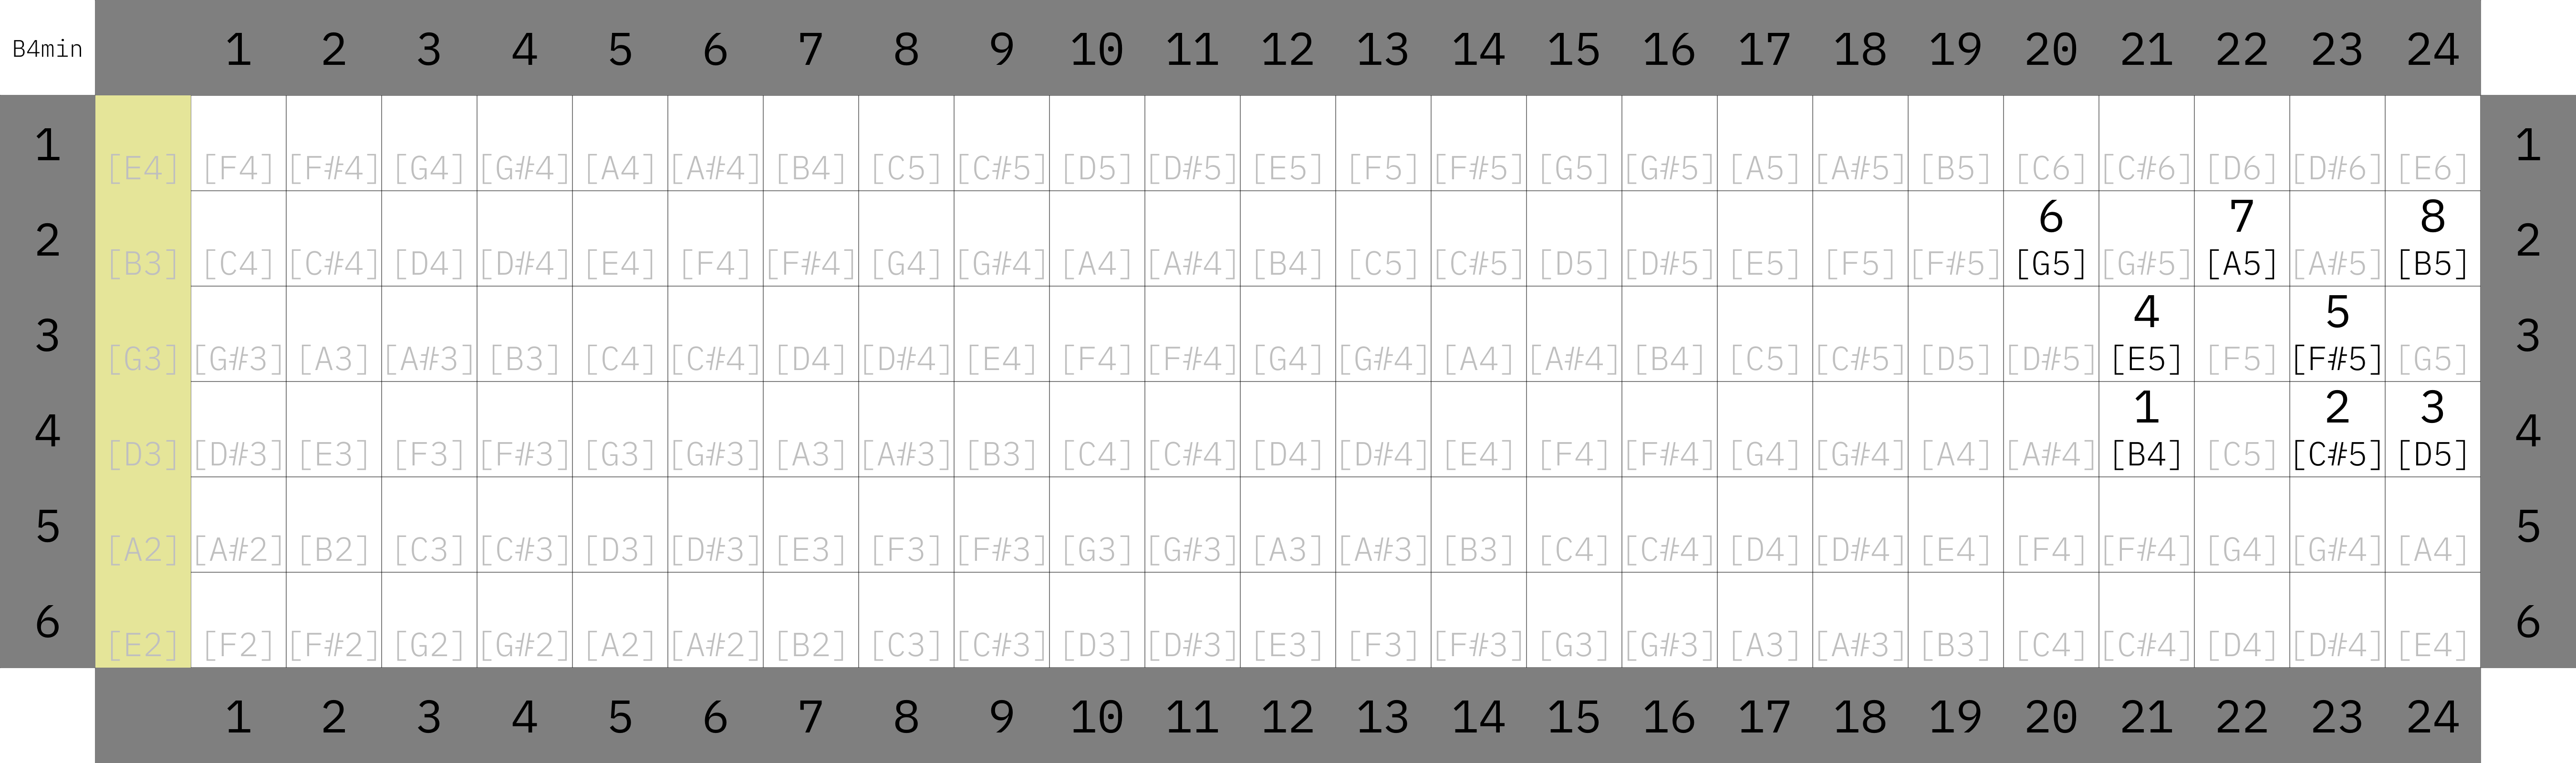 B4min 1 2 3 4 5 6 7 8 9 10 11 12 13 14 15 16 17 18 19 20 21 22 23 24
1 [E4] [F4] [F#4] [G4] [G#4] [A4] [A#4] [B4] [C5] [C#5] [D5] [D#5] [E5] [F5] [F#5] [G5] [G#5] [A5] [A#5] [B5] [C6] [C#6] [D6] [D#6] [E6] 1
6 7 8
2 [B3] [C4] [C#4] [D4] [D#4] [E4] [F4] [F#4] [G4] [G#4] [A4] [A#4] [B4] [C5] [C#5] [D5] [D#5] [E5] [F5] [F#5] [G5] [G#5] [A5] [A#5] [B5] 2
4 5
3 [G3] [G#3] [A3] [A#3] [B3] [C4] [C#4] [D4] [D#4] [E4] [F4] [F#4] [G4] [G#4] [A4] [A#4] [B4] [C5] [C#5] [D5] [D#5] [E5] [F5] [F#5] [G5] 3
1 2 3
4 [D3] [D#3] [E3] [F3] [F#3] [G3] [G#3] [A3] [A#3] [B3] [C4] [C#4] [D4] [D#4] [E4] [F4] [F#4] [G4] [G#4] [A4] [A#4] [B4] [C5] [C#5] [D5] 4
5 [A2] [A#2] [B2] [C3] [C#3] [D3] [D#3] [E3] [F3] [F#3] [G3] [G#3] [A3] [A#3] [B3] [C4] [C#4] [D4] [D#4] [E4] [F4] [F#4] [G4] [G#4] [A4] 5
6 [E2] [F2] [F#2] [G2] [G#2] [A2] [A#2] [B2] [C3] [C#3] [D3] [D#3] [E3] [F3] [F#3] [G3] [G#3] [A3] [A#3] [B3] [C4] [C#4] [D4] [D#4] [E4] 6
1 2 3 4 5 6 7 8 9 10 11 12 13 14 15 16 17 18 19 20 21 22 23 24